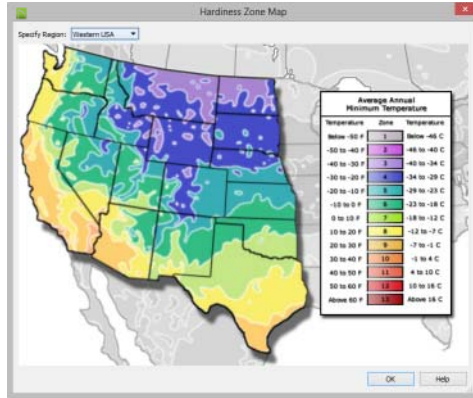 Hardiness Zone Map
Specify Region: Western USA
Average Annual
Minimum Temperature
Temperature Zone Temperature
Below -50 F 1 Below -46 C
-50 to -40 F 2 -46 to -40 C
-40 to -30 F 3 -40 to -34 C
-30 to -20 F 4 -34 to -29 C
-20 to -10 F 5 -29 to -23 C
-10 to 0 F 6 -23 to -18 C
0 to 10 F 7 -18 to -12 C
10 to 20 F 8 -12 to -7 C
20 to 30 F 9 -7 to -1 C
30 to 40 F 10 -1 to 4 C
40 to 50 F 11 4 to 10 C
50 to 60 F 12 10 to 16 C
Above 60 F 13 Above 16 C
OK Help